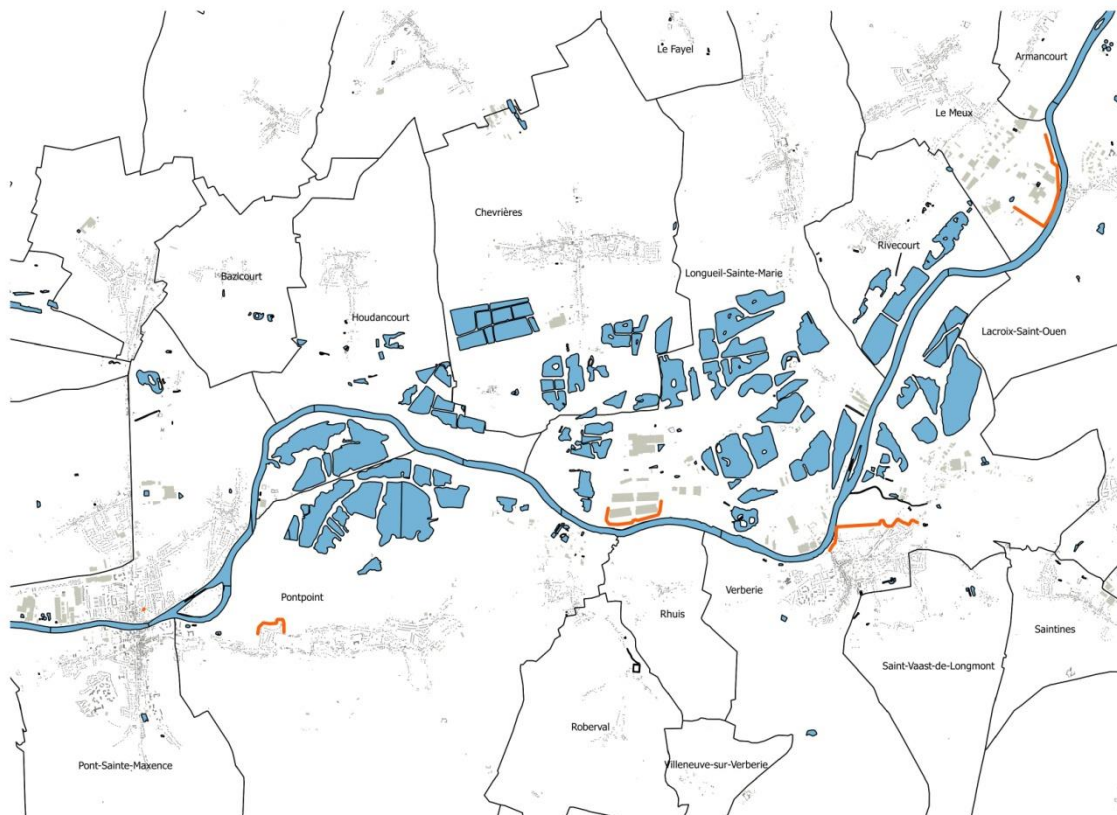 Le Fayel
Armancourt
Le Meux
Chevrières
Rivecourt
Bazicourt
Longueil-Sainte-Marie
Houdancourt
Lacroix-Saint-Ouen
Pontpoint
Verberie
Rhuis
Saintines
Saint-Vaast-de-Longmont
Roberval
Pont-Sainte-Maxence
Villeneuve-sur-Verberie